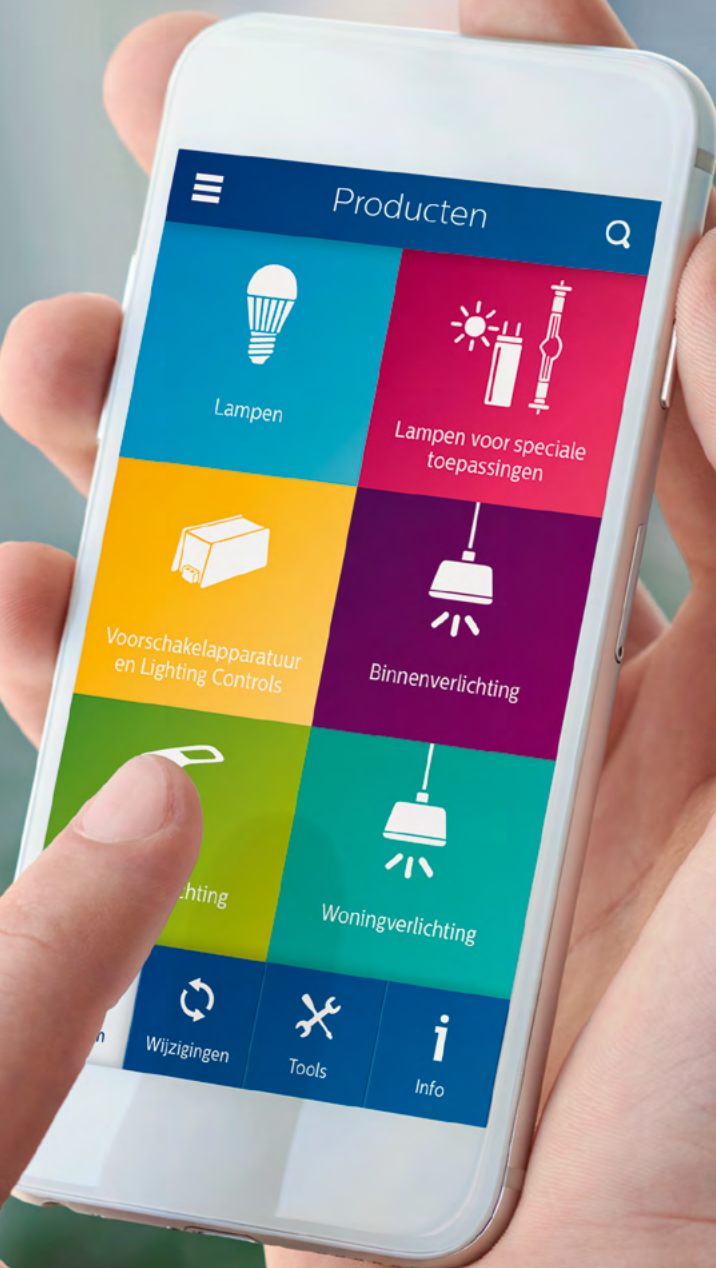 Producten
Lampen
Lampen voor speciale
toepassingen
Voorschakelapparatuur
en Lighting Controls
Binnenverlichting
Woningverlichting
Wijzigingen
Tools
Info